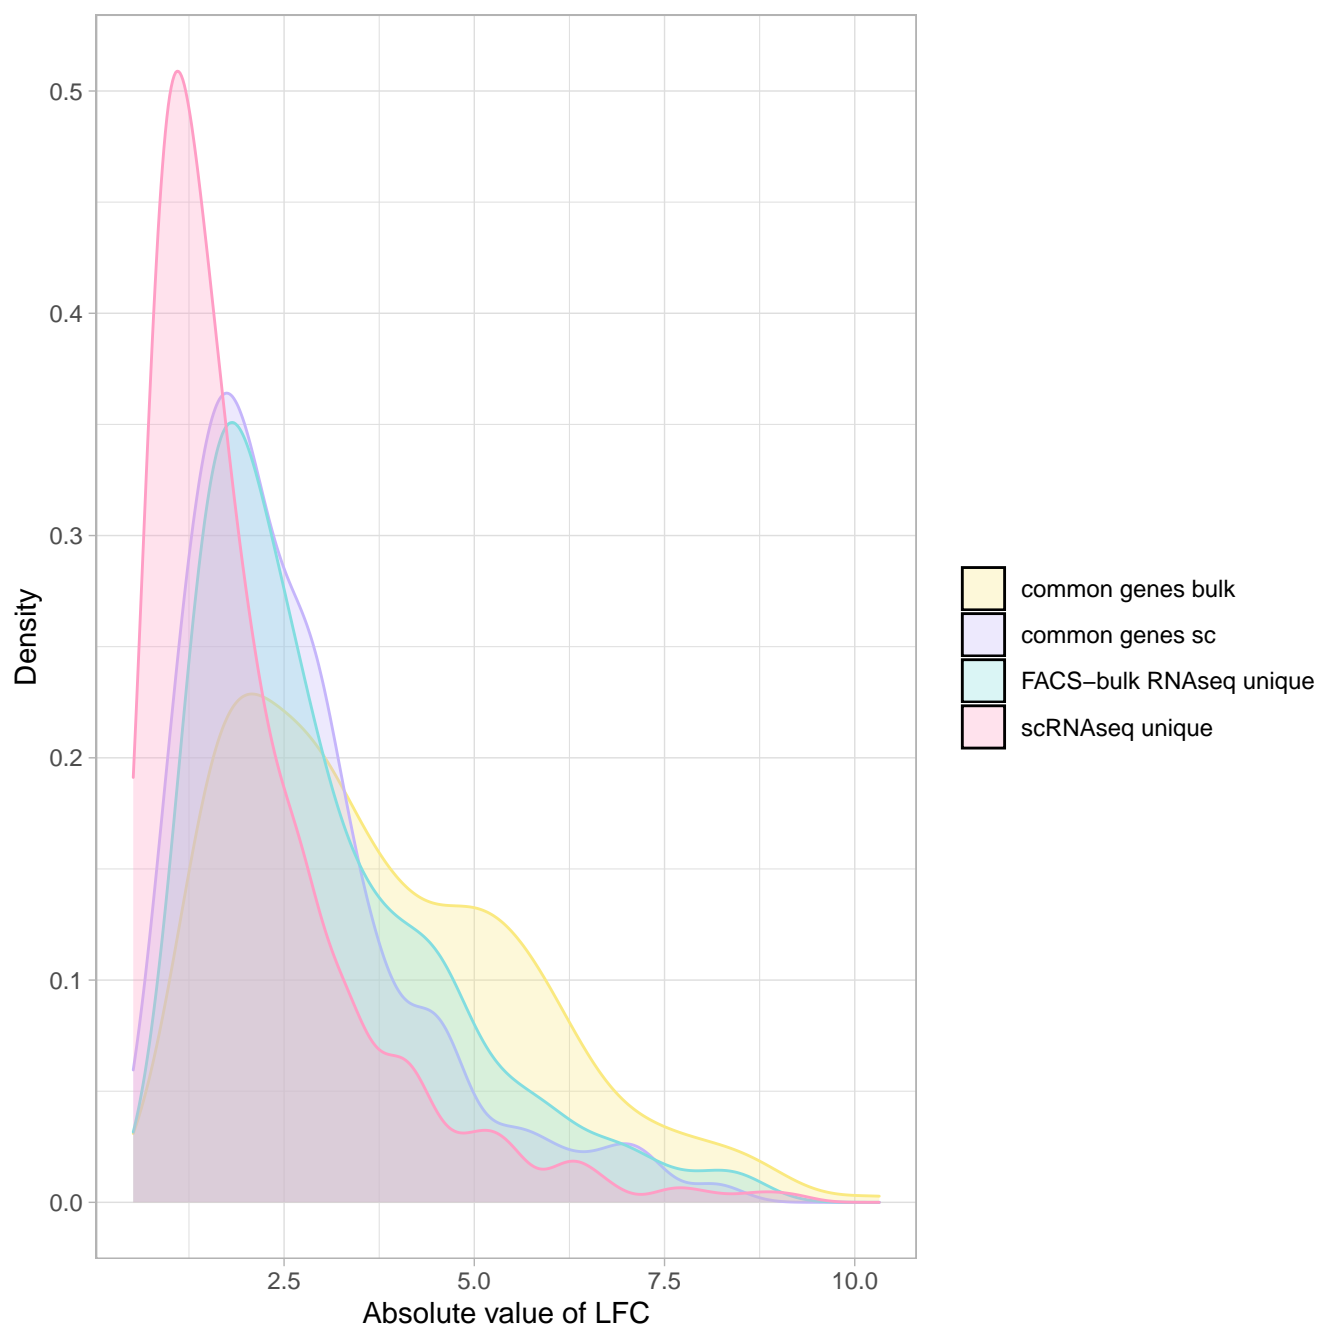 0.5
0.4
0.3
0.2
0.1
0.0
Density
2.5 5.0 7.5 10.0
Absolute value of LFC
common genes bulk
common genes sc
FACS−bulk RNAseq unique
scRNAseq unique